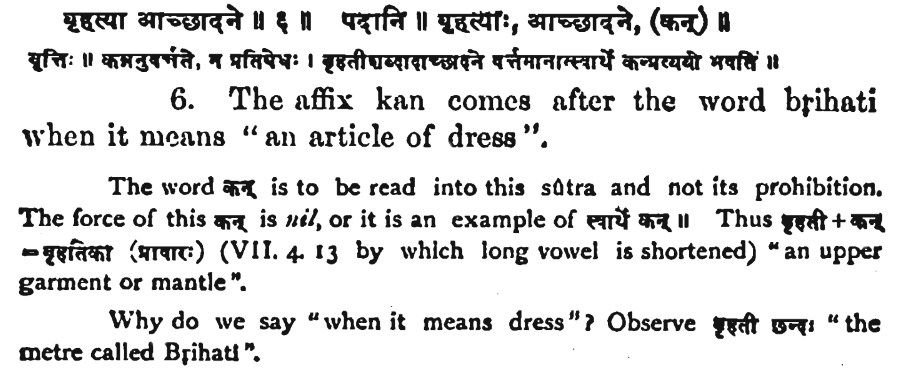 बृहत्या आच्छादने ॥ ६ ॥ पदानि ॥ बृहत्याः, आच्छादने, (कन्) ॥
वृत्तिः ॥ कन्ननुवर्त्तते, न प्रतिषेधः । बृहतीशब्दादाच्छादने वर्त्तमानात्स्वार्थे कन्प्रत्ययो भवति ॥
6. The affix kan comes after the word bṛihati
when it means "an article of dress".
The word कन् is to be read into this sûtra and not its prohibition.
The force of this कन् is nil, or it is an example of स्वार्थे कन् ॥ Thus बृहती + कन्
= बृहतिका (प्रावारः) (VII. 4. 13 by which long vowel is shortened) "an upper
garment or mantle".
Why do we say "when it means dress"? Observe बृहती छन्दः "the
metre called Bṛihati".